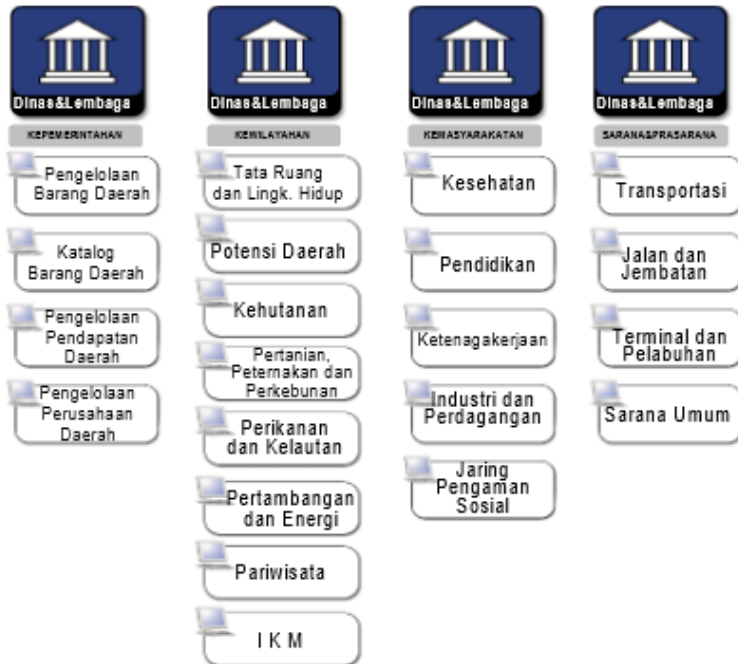 Dinas&Lembaga
KEPEMERINTAHAN
Pengelolaan
Barang Daerah
Katalog
Barang Daerah
Pengelolaan
Pendapatan
Daerah
Pengelolaan
Perusahaan
Daerah
Dinas&Lembaga
KEWILAYAHAN
Tata Ruang
dan Lingk. Hidup
Potensi Daerah
Kehutanan
Pertanian,
Peternakan dan
Perkebunan
Perikanan
dan Kelautan
Pertambangan
dan Energi
Pariwisata
I K M
Dinas&Lembaga
KEMASYARAKATAN
Kesehatan
Pendidikan
Ketenagakerjaan
Industri dan
Perdagangan
Jaring
Pengaman
Sosial
Dinas&Lembaga
SARANA&PRASARANA
Transportasi
Jalan dan
Jembatan
Terminal dan
Pelabuhan
Sarana Umum